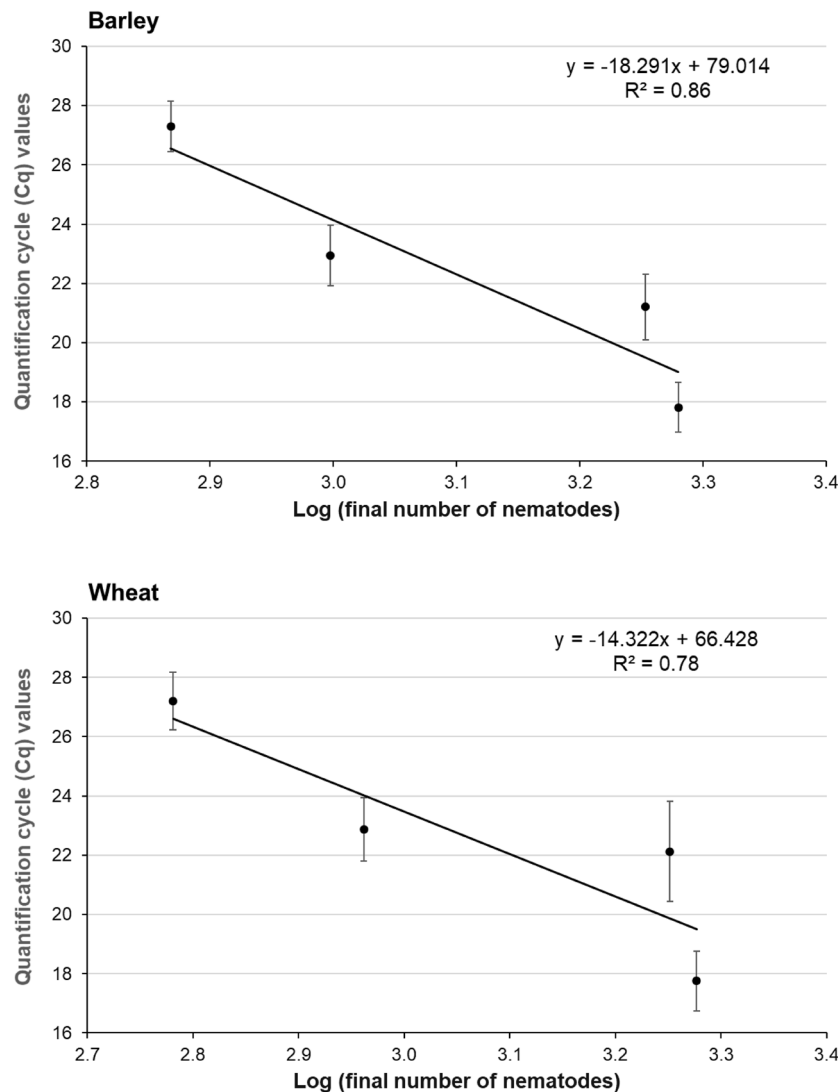 Barley
y = -18.291x + 79.014
R² = 0.86
Quantification cycle (Cq) values
30
28
26
24
22
20
18
16
2.8 2.9 3.0 3.1 3.2 3.3 3.4
Log (final number of nematodes)
Wheat
y = -14.322x + 66.428
R² = 0.78
Quantification cycle (Cq) values
30
28
26
24
22
20
18
16
2.7 2.8 2.9 3.0 3.1 3.2 3.3 3.4
Log (final number of nematodes)